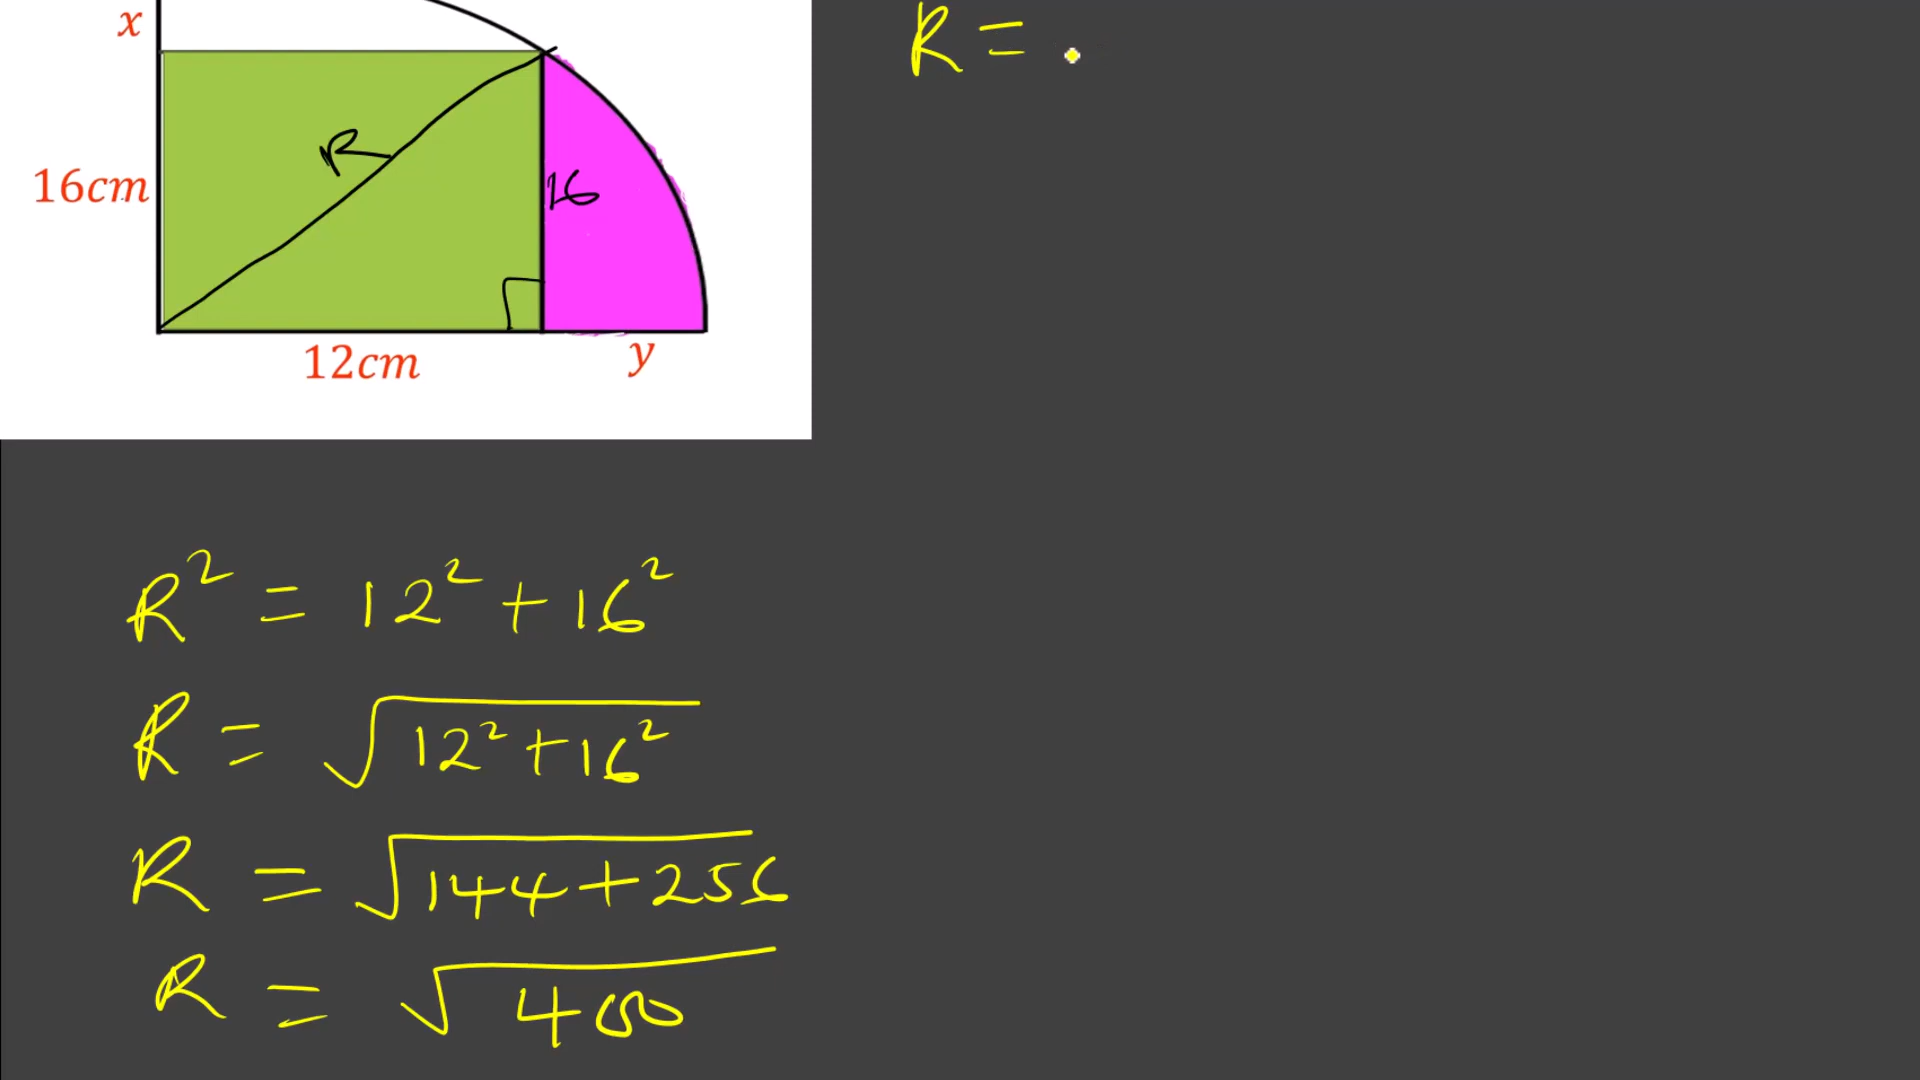 x
R
16cm
16
12cm
y
R =
R² = 12² + 16²
R = √12² + 16²
R = √144 + 256
R = √400